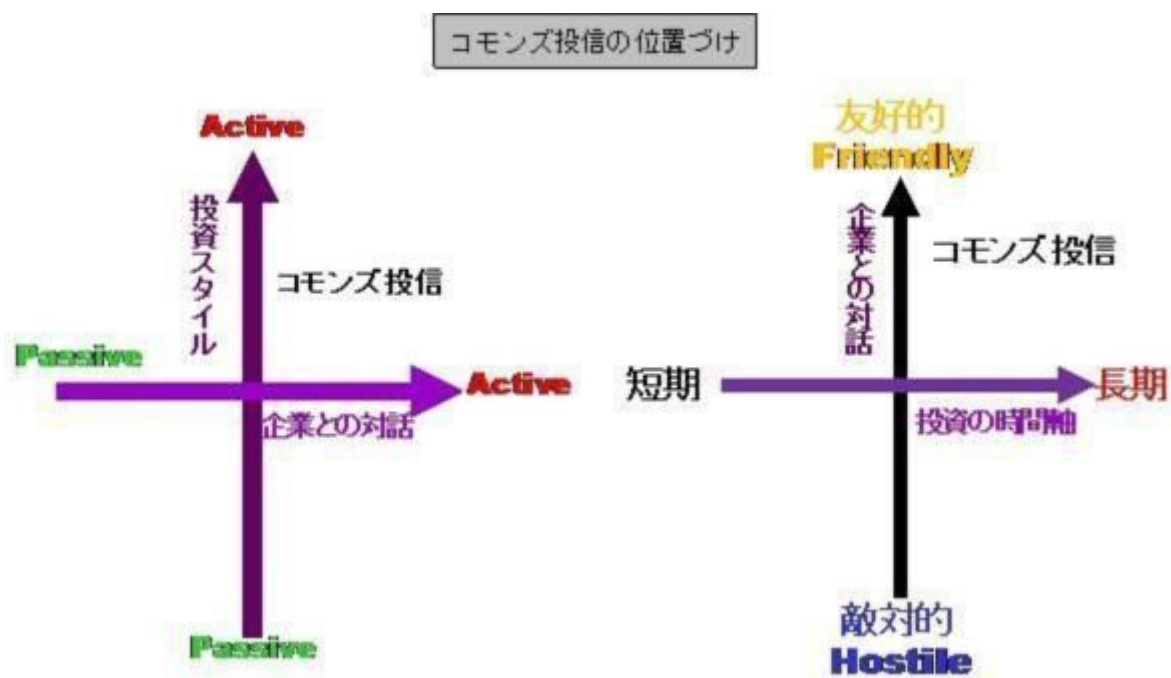 コモンズ投信の位置づけ
Active
投資スタイル
コモンズ投信
Passive
Active
企業との対話
Passive
友好的
Friendly
企業との対話
コモンズ投信
短期
長期
投資の時間軸
敵対的
Hostile